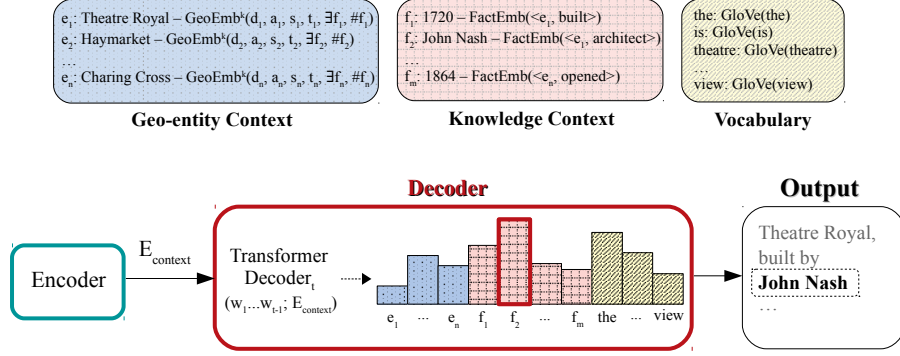 e₁: Theatre Royal – GeoEmbᵏ(d₁, a₁, s₁, t₁, ∃f₁, #f₁)
e₂: Haymarket – GeoEmbᵏ(d₂, a₂, s₂, t₂, ∃f₂, #f₂)
...
eₙ: Charing Cross – GeoEmbᵏ(dₙ, aₙ, sₙ, tₙ, ∃fₙ, #fₙ)
Geo-entity Context
f₁: 1720 – FactEmb(<e₁, built>)
f₂: John Nash – FactEmb(<e₁, architect>)
...
fₘ: 1864 – FactEmb(<eₙ, opened>)
Knowledge Context
the: GloVe(the)
is: GloVe(is)
theatre: GloVe(theatre)
...
view: GloVe(view)
Vocabulary
Encoder
E_context
Decoder
Transformer
Decoder_t
(w₁...w_{t-1}; E_context)
e₁ ... eₙ f₁ f₂ ... fₘ the ... view
Output
Theatre Royal,
built by
John Nash
...